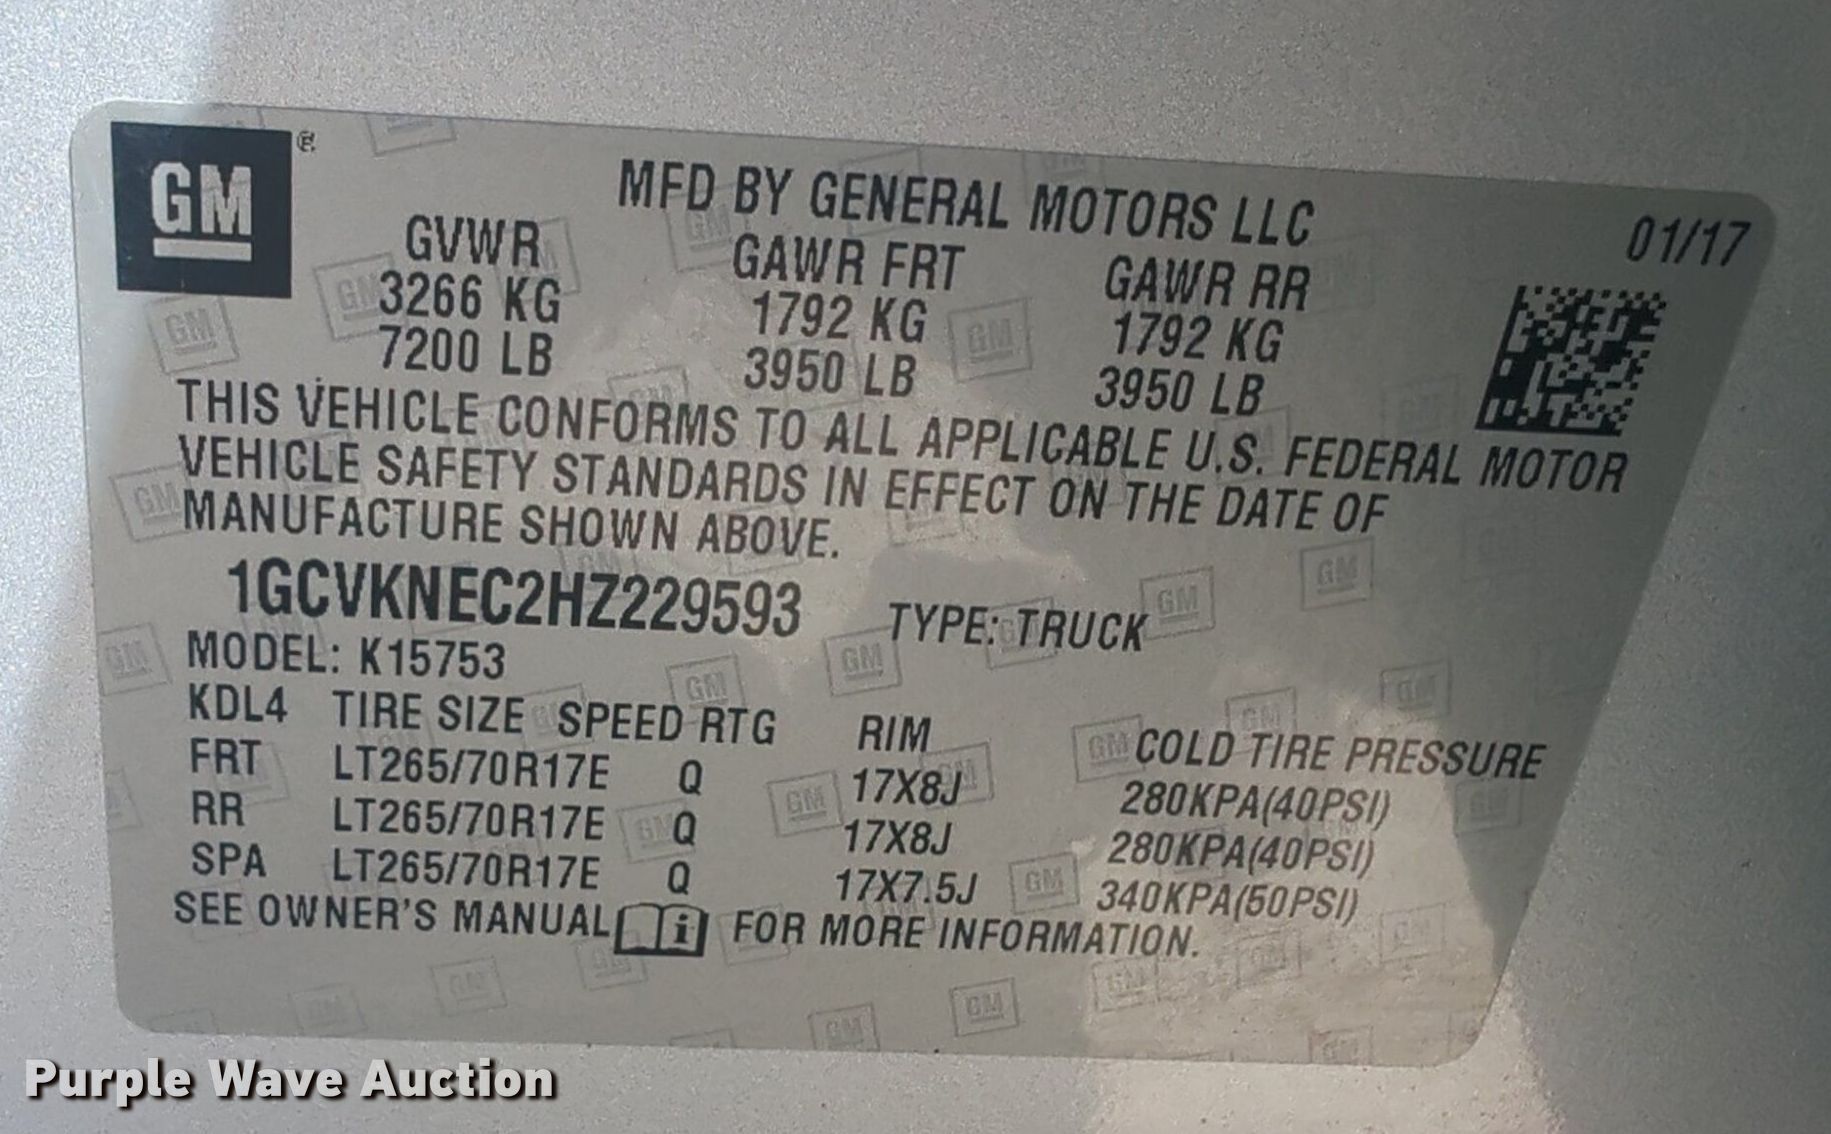 GM ®
MFD BY GENERAL MOTORS LLC
01/17
GVWR GAWR FRT GAWR RR
3266 KG 1792 KG 1792 KG
7200 LB 3950 LB 3950 LB
THIS VEHICLE CONFORMS TO ALL APPLICABLE U.S. FEDERAL MOTOR
VEHICLE SAFETY STANDARDS IN EFFECT ON THE DATE OF
MANUFACTURE SHOWN ABOVE.
1GCVKNEC2HZ229593 TYPE: TRUCK
MODEL: K15753
KDL4 TIRE SIZE SPEED RTG RIM COLD TIRE PRESSURE
FRT LT265/70R17E Q 17X8J 280KPA(40PSI)
RR LT265/70R17E Q 17X8J 280KPA(40PSI)
SPA LT265/70R17E Q 17X7.5J 340KPA(50PSI)
SEE OWNER'S MANUAL i FOR MORE INFORMATION.
Purple Wave Auction